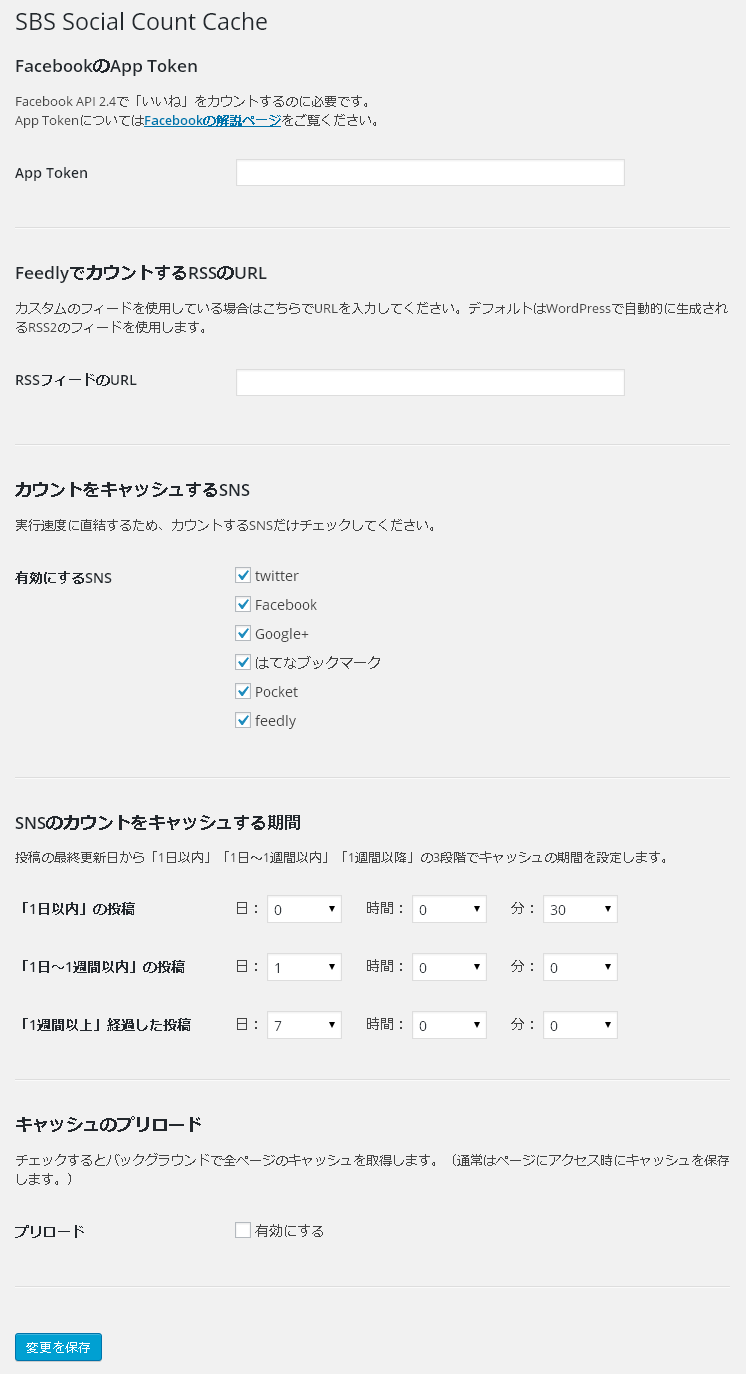 SBS Social Count Cache
FacebookのApp Token
Facebook API 2.4で「いいね」をカウントするのに必要です。
App TokenについてはFacebookの解説ページをご覧ください。
App Token
FeedlyでカウントするRSSのURL
カスタムのフィードを使用している場合はこちらでURLを入力してください。デフォルトはWordPressで自動的に生成され
るRSS2のフィードを使用します。
RSSフィードのURL
カウントをキャッシュするSNS
実行速度に直結するため、カウントするSNSだけチェックしてください。
有効にするSNS
twitter
Facebook
Google+
はてなブックマーク
Pocket
feedly
SNSのカウントをキャッシュする期間
投稿の最終更新日から「1日以内」「1日〜1週間以内」「1週間以降」の3段階でキャッシュの期間を設定します。
「1日以内」の投稿 日： 0 時間： 0 分： 30
「1日〜1週間以内」の投稿 日： 1 時間： 0 分： 0
「1週間以上」経過した投稿 日： 7 時間： 0 分： 0
キャッシュのプリロード
チェックするとバックグラウンドで全ページのキャッシュを取得します。（通常はページにアクセス時にキャッシュを保存
します。）
プリロード 有効にする
変更を保存